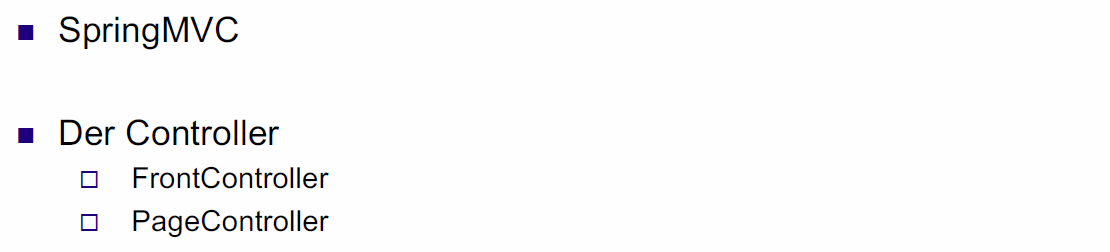 SpringMVC
Der Controller
FrontController
PageController